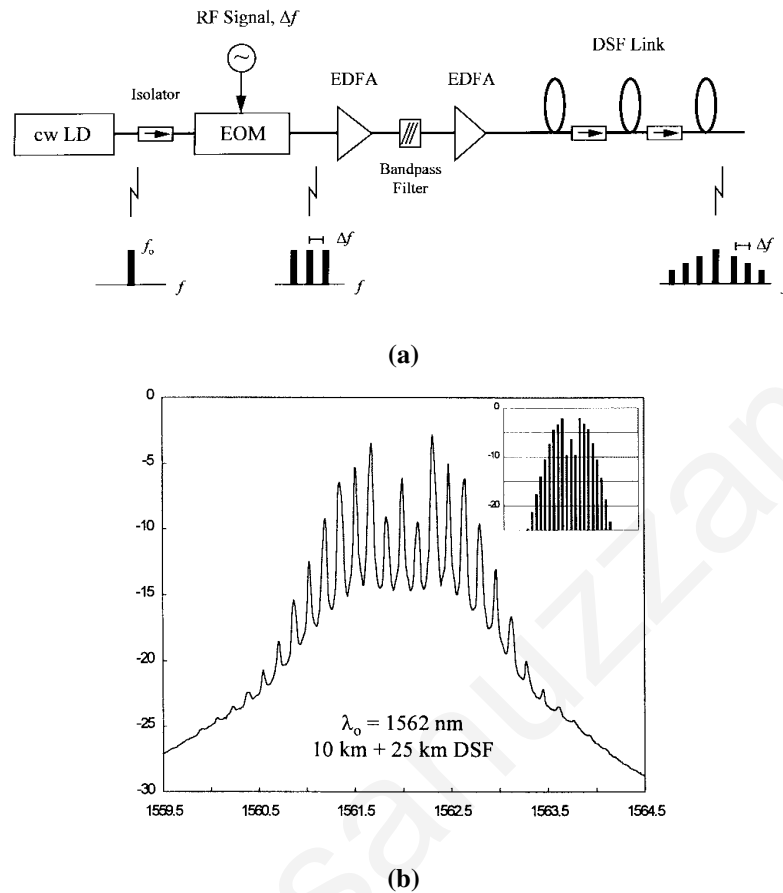 RF Signal, Δf
DSF Link
EDFA
EDFA
Isolator
cw LD
EOM
Bandpass
Filter
fo
Δf
Δf
f
f
(a)
0
-5
-10
-15
-20
-25
-30
0
-10
-20
λo = 1562 nm
10 km + 25 km DSF
1559.5
1560.5
1561.5
1562.5
1563.5
1564.5
(b)